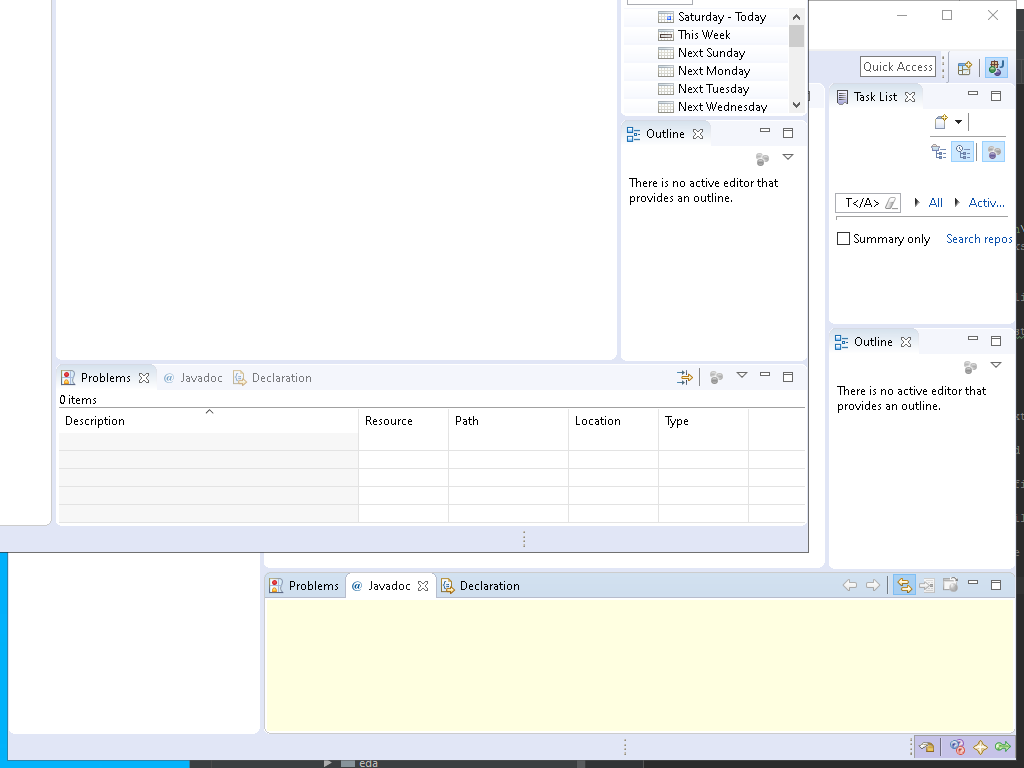 Saturday - Today
This Week
Next Sunday
Next Monday
Next Tuesday
Next Wednesday
Outline
There is no active editor that
provides an outline.
Problems
Javadoc
Declaration
0 items
Description
Resource
Path
Location
Type
Quick Access
Task List
T</A>
All
Activ...
Summary only
Search repos
Outline
There is no active editor that
provides an outline.
Problems
Javadoc
Declaration
eda